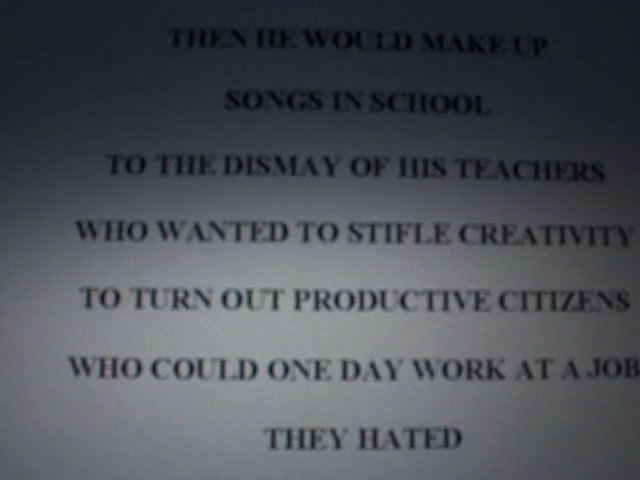 THEN HE WOULD MAKE UP
SONGS IN SCHOOL
TO THE DISMAY OF HIS TEACHERS
WHO WANTED TO STIFLE CREATIVITY
TO TURN OUT PRODUCTIVE CITIZENS
WHO COULD ONE DAY WORK AT A JOB
THEY HATED